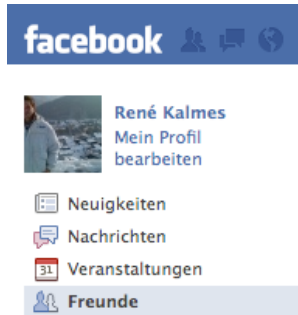 facebook
René Kalmes
Mein Profil
bearbeiten
Neuigkeiten
Nachrichten
31 Veranstaltungen
Freunde